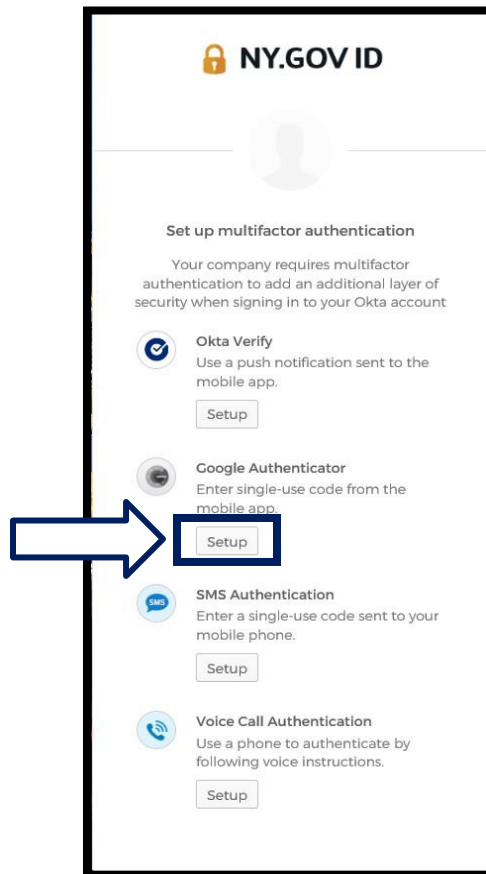 NY.GOV ID
Set up multifactor authentication
Your company requires multifactor
authentication to add an additional layer of
security when signing in to your Okta account
Okta Verify
Use a push notification sent to the
mobile app.
Setup
Google Authenticator
Enter single-use code from the
mobile app.
Setup
SMS
SMS Authentication
Enter a single-use code sent to your
mobile phone.
Setup
Voice Call Authentication
Use a phone to authenticate by
following voice instructions.
Setup